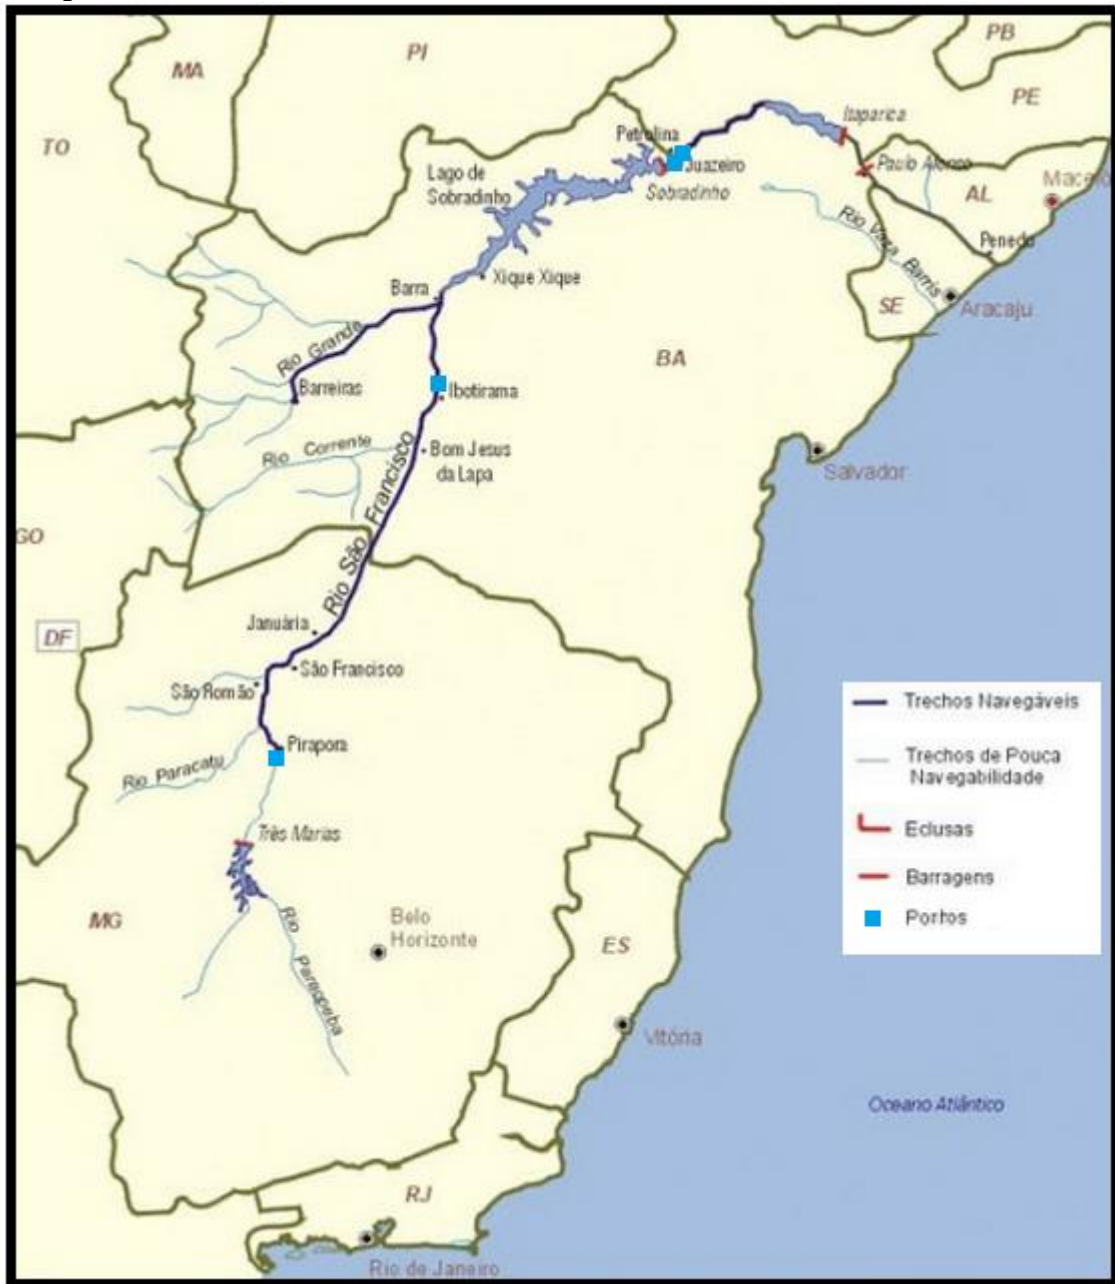 PB
PI
MA
PE
Itaparica
Petrolina
TO
Juazeiro
Paulo Afonso
Lago de
Sobradinho
Sobradinho
AL
Maceió
Rio Vaza Barris
Penedo
Xique Xique
Barra
SE
Aracaju
Rio Grande
BA
Barreiras
Ibotirama
Rio Corrente
Bom Jesus
da Lapa
Salvador
Rio São Francisco
GO
Januária
DF
São Francisco
São Romão
Pirapora
Rio Paracatu
Três Marias
MG
Belo
Horizonte
Rio Paraopeba
ES
Vitória
Trechos Navegáveis
Trechos de Pouca
Navegabilidade
Eclusas
Barragens
Portos
Oceano Atlântico
RJ
Rio de Janeiro